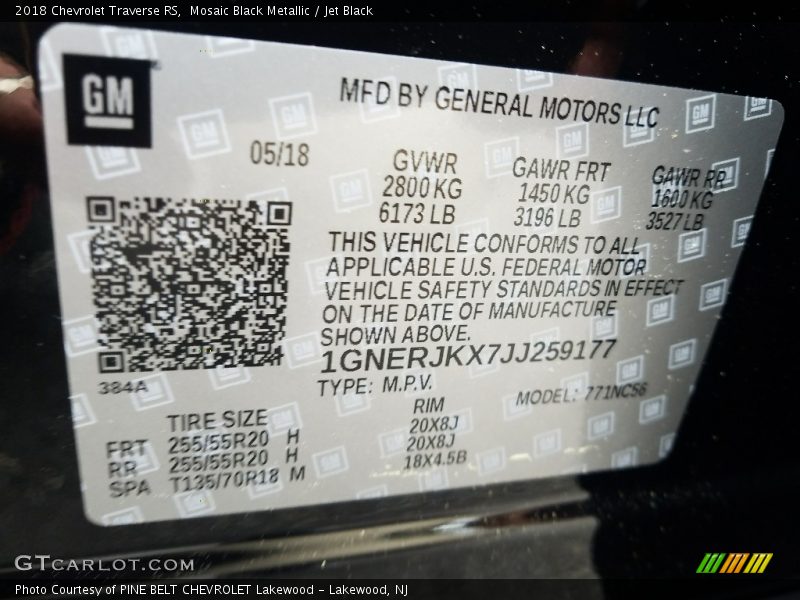 2018 Chevrolet Traverse RS,  Mosaic Black Metallic / Jet Black
GM
MFD BY GENERAL MOTORS LLC
05/18
GVWR GAWR FRT GAWR RR
2800 KG 1450 KG 1600 KG
6173 LB 3196 LB 3527 LB
THIS VEHICLE CONFORMS TO ALL
APPLICABLE U.S. FEDERAL MOTOR
VEHICLE SAFETY STANDARDS IN EFFECT
ON THE DATE OF MANUFACTURE
SHOWN ABOVE.
1GNERJKX7JJ259177
384A
TYPE: M.P.V. MODEL: 771NC56
TIRE SIZE RIM
FRT 255/55R20 H 20X8J
RR 255/55R20 H 20X8J
SPA T135/70R18 M 18X4.5B
GTCARLOT.COM
Photo Courtesy of PINE BELT CHEVROLET Lakewood - Lakewood, NJ